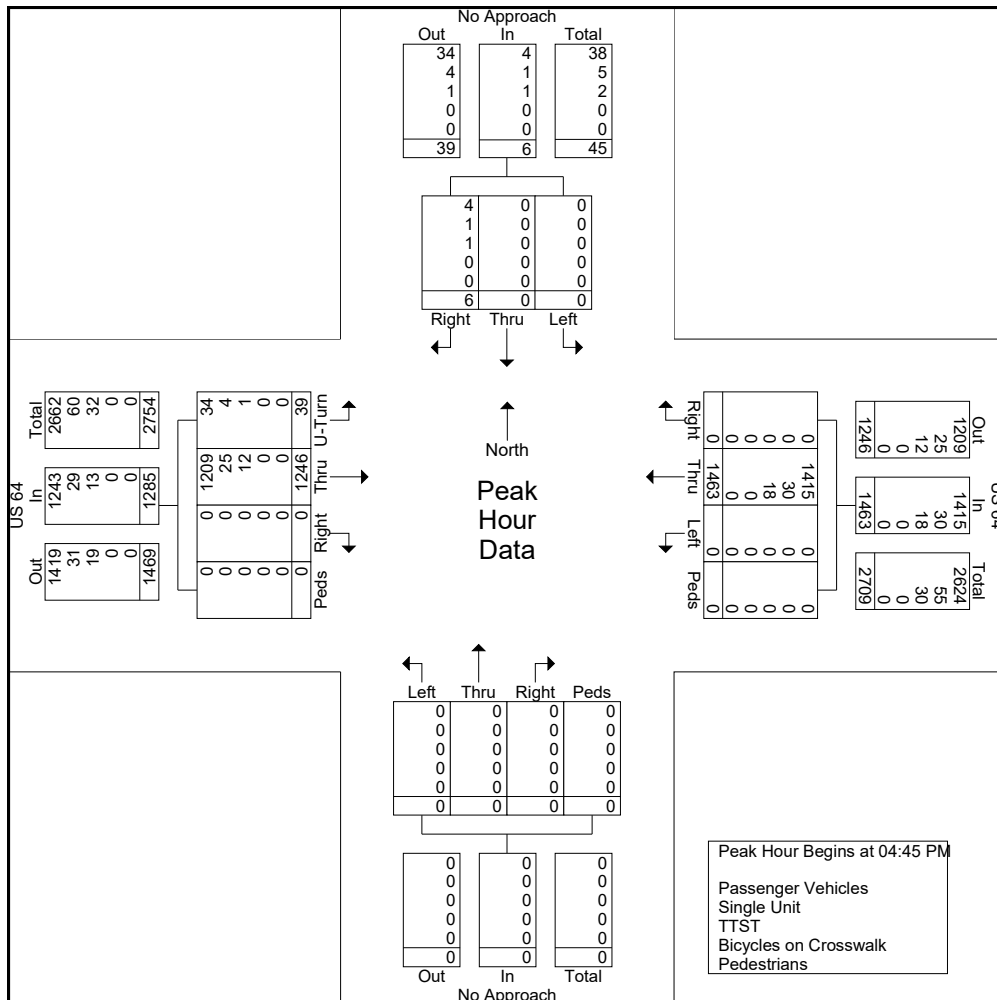 No Approach
Out In Total
34 4 38
4 1 5
1 1 2
0 0 0
0 0 0
39 6 45
4 0 0
1 0 0
1 0 0
0 0 0
0 0 0
6 0 0
Right Thru Left
US 64
Total
2662
60
32
0
0
2754
In
1243
29
13
0
0
1285
Out
1419
31
19
0
0
1469
U-Turn
34
4
1
0
0
39
Thru
1209
25
12
0
0
1246
Right
0
0
0
0
0
0
Peds
0
0
0
0
0
0
North
Peak
Hour
Data
Right
0
0
0
0
0
0
Thru
1415
30
18
0
0
1463
Left
0
0
0
0
0
0
Peds
0
0
0
0
0
0
Out
1209
25
12
0
0
1246
US 64
In
1415
30
18
0
0
1463
Total
2624
55
30
0
0
2709
Left Thru Right Peds
0 0 0 0
0 0 0 0
0 0 0 0
0 0 0 0
0 0 0 0
0 0 0 0
0 0 0
0 0 0
0 0 0
0 0 0
0 0 0
0 0 0
Out In Total
No Approach
Peak Hour Begins at 04:45 PM
Passenger Vehicles
Single Unit
TTST
Bicycles on Crosswalk
Pedestrians